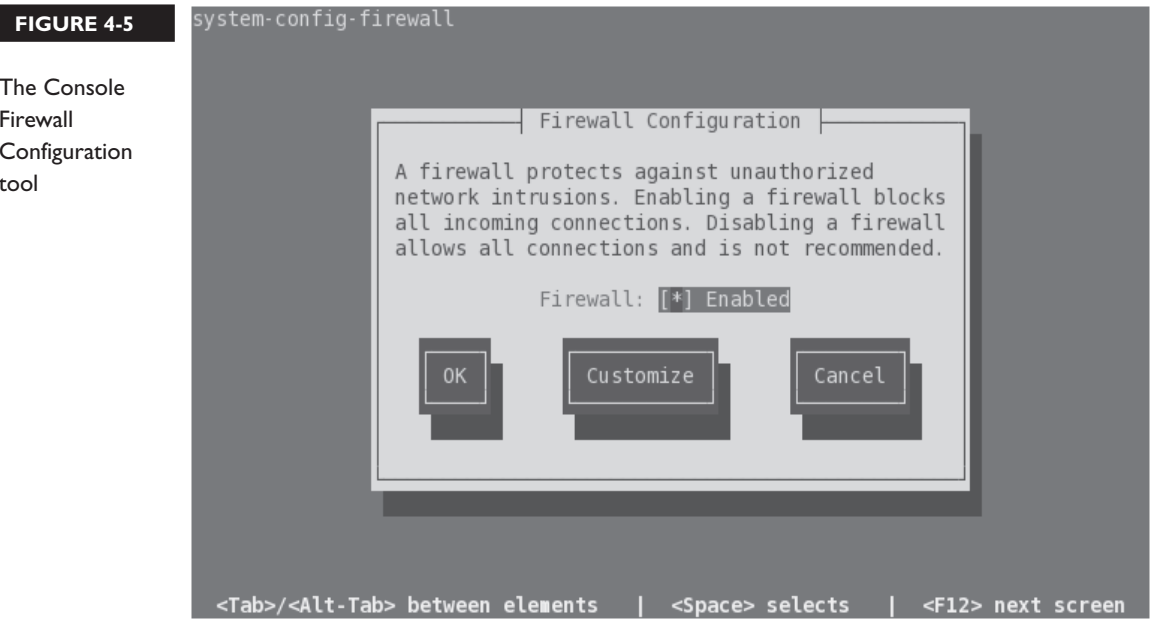 FIGURE 4-5
The Console
Firewall
Configuration
tool
system-config-firewall
Firewall Configuration
A firewall protects against unauthorized
network intrusions. Enabling a firewall blocks
all incoming connections. Disabling a firewall
allows all connections and is not recommended.
Firewall: [*] Enabled
OK Customize Cancel
<Tab>/<Alt-Tab> between elements | <Space> selects | <F12> next screen